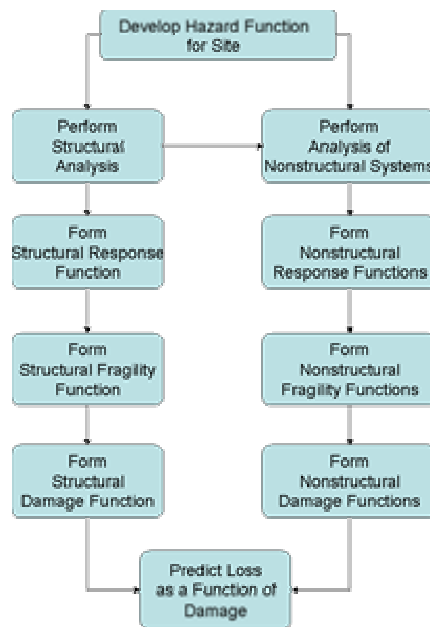 Develop Hazard Function
for Site
Perform
Structural
Analysis
Perform
Analysis of
Nonstructural Systems
Form
Structural Response
Function
Form
Nonstructural
Response Functions
Form
Structural Fragility
Function
Form
Nonstructural
Fragility Functions
Form
Structural
Damage Function
Form
Nonstructural
Damage Functions
Predict Loss
as a Function of
Damage